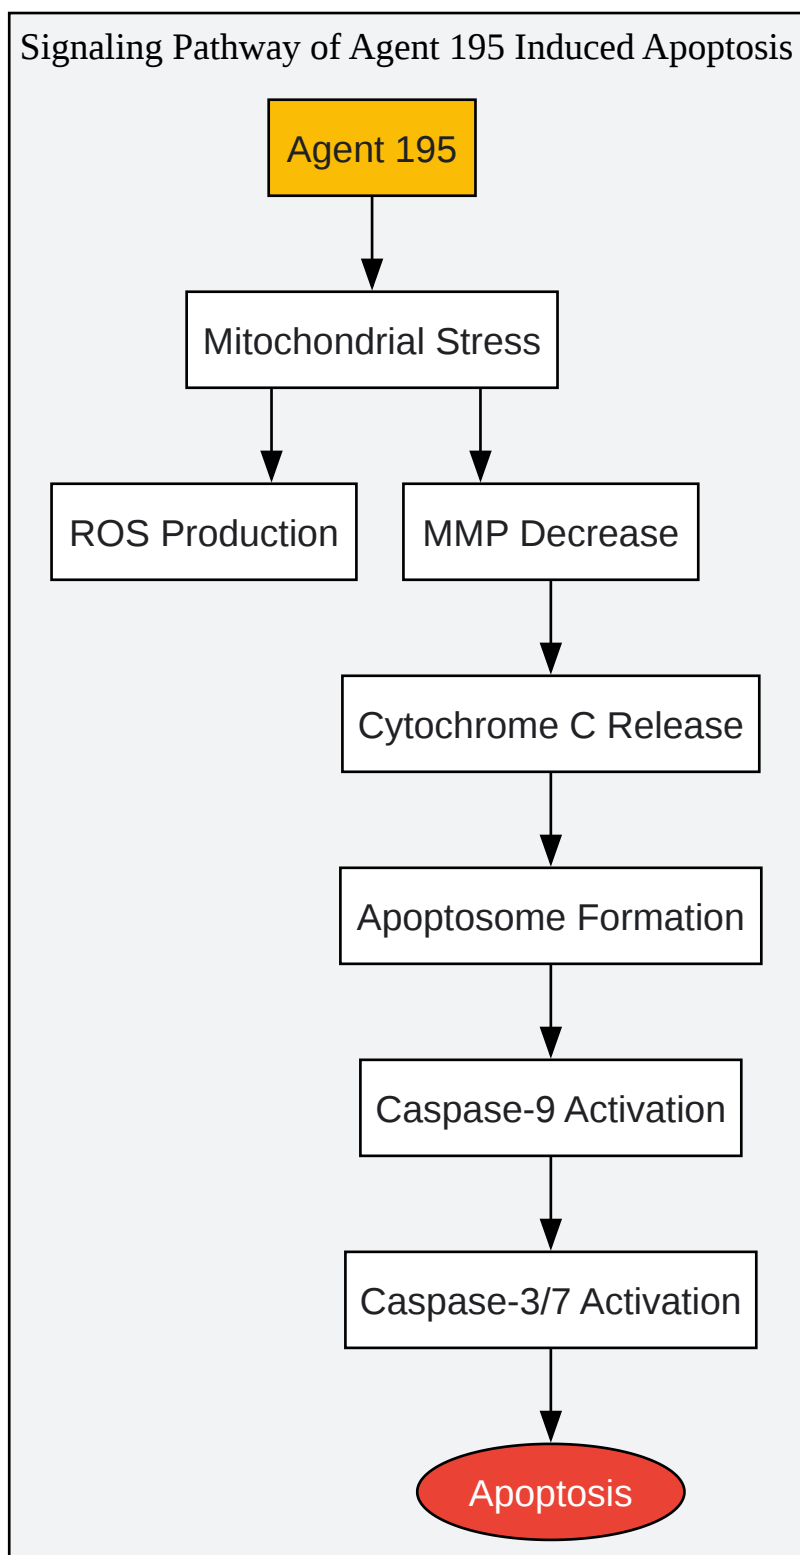 Signaling Pathway of Agent 195 Induced Apoptosis
Agent 195
Mitochondrial Stress
ROS Production
MMP Decrease
Cytochrome C Release
Apoptosome Formation
Caspase-9 Activation
Caspase-3/7 Activation
Apoptosis